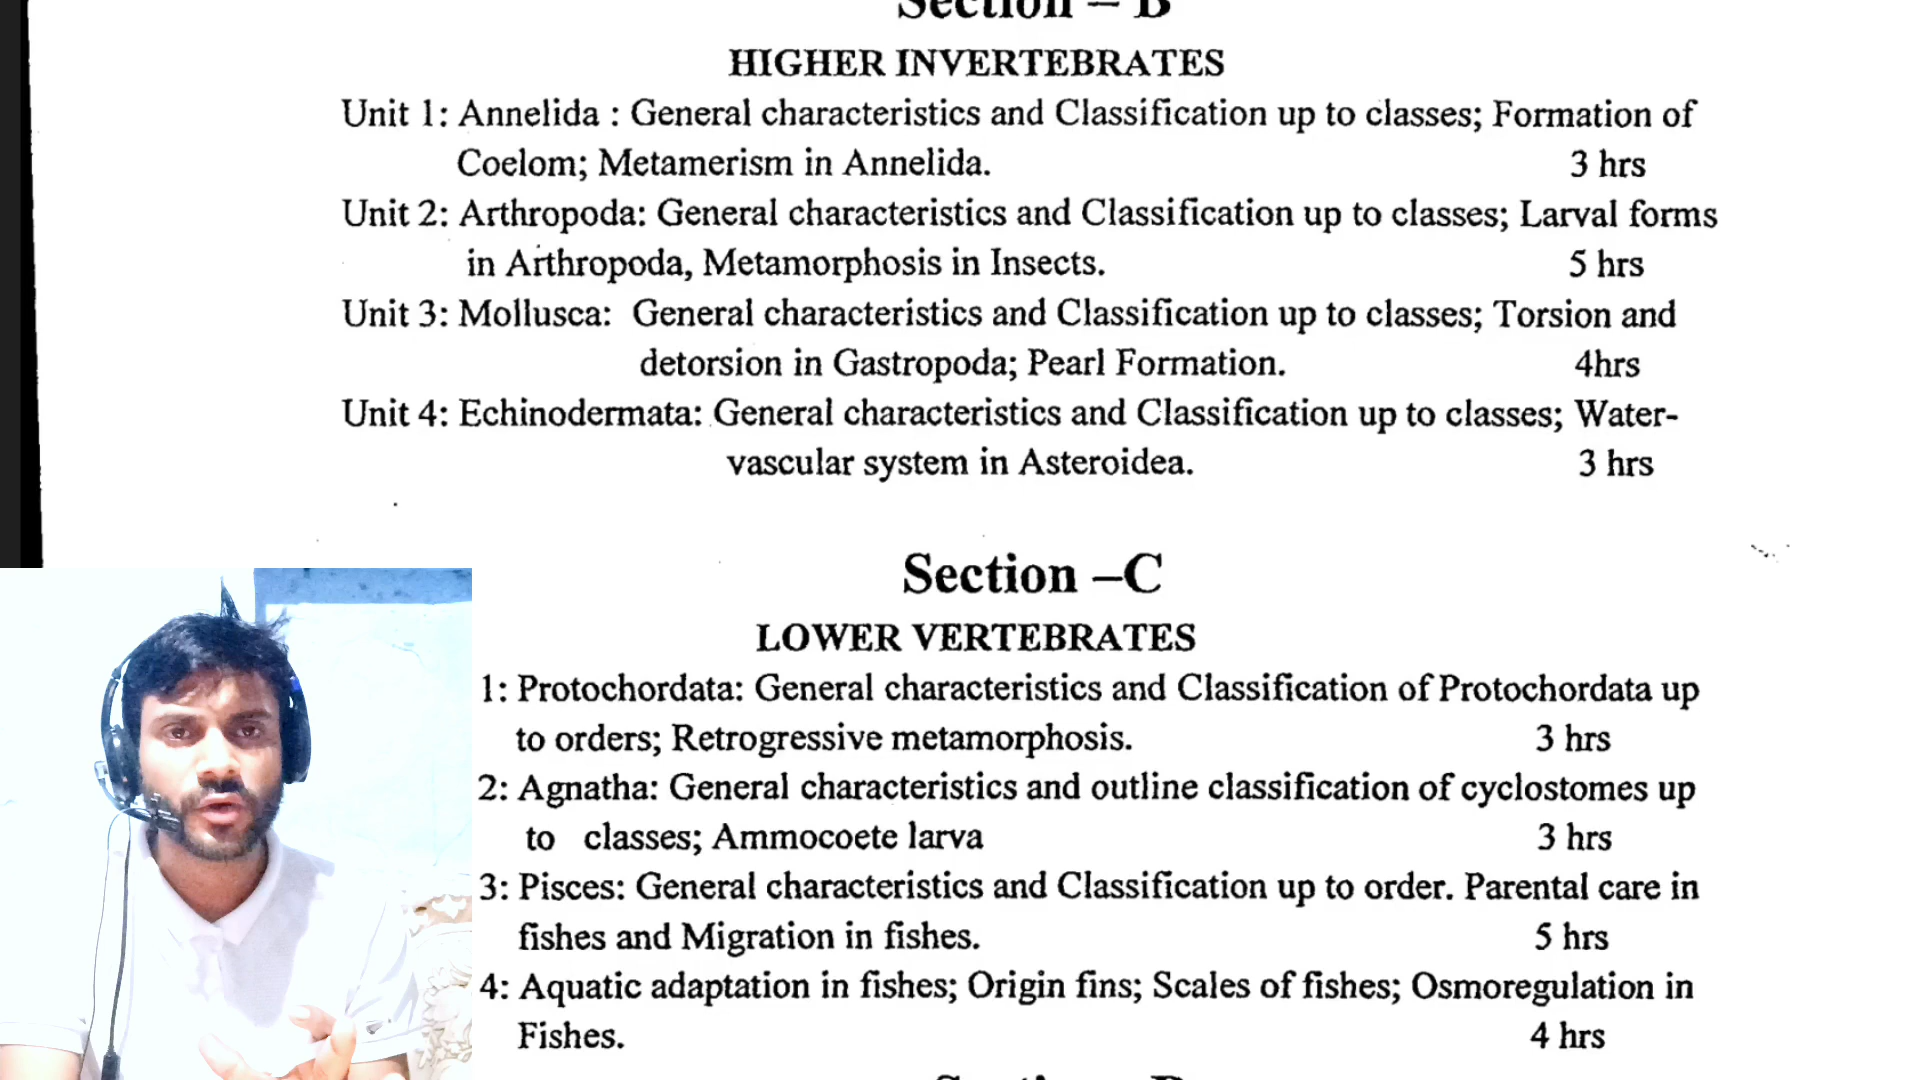 Section – B
HIGHER INVERTEBRATES
Unit 1: Annelida : General characteristics and Classification up to classes; Formation of
Coelom; Metamerism in Annelida. 3 hrs
Unit 2: Arthropoda: General characteristics and Classification up to classes; Larval forms
in Arthropoda, Metamorphosis in Insects. 5 hrs
Unit 3: Mollusca: General characteristics and Classification up to classes; Torsion and
detorsion in Gastropoda; Pearl Formation. 4hrs
Unit 4: Echinodermata: General characteristics and Classification up to classes; Water-
vascular system in Asteroidea. 3 hrs
Section –C
LOWER VERTEBRATES
1: Protochordata: General characteristics and Classification of Protochordata up
to orders; Retrogressive metamorphosis. 3 hrs
2: Agnatha: General characteristics and outline classification of cyclostomes up
to classes; Ammocoete larva 3 hrs
3: Pisces: General characteristics and Classification up to order. Parental care in
fishes and Migration in fishes. 5 hrs
4: Aquatic adaptation in fishes; Origin fins; Scales of fishes; Osmoregulation in
Fishes. 4 hrs